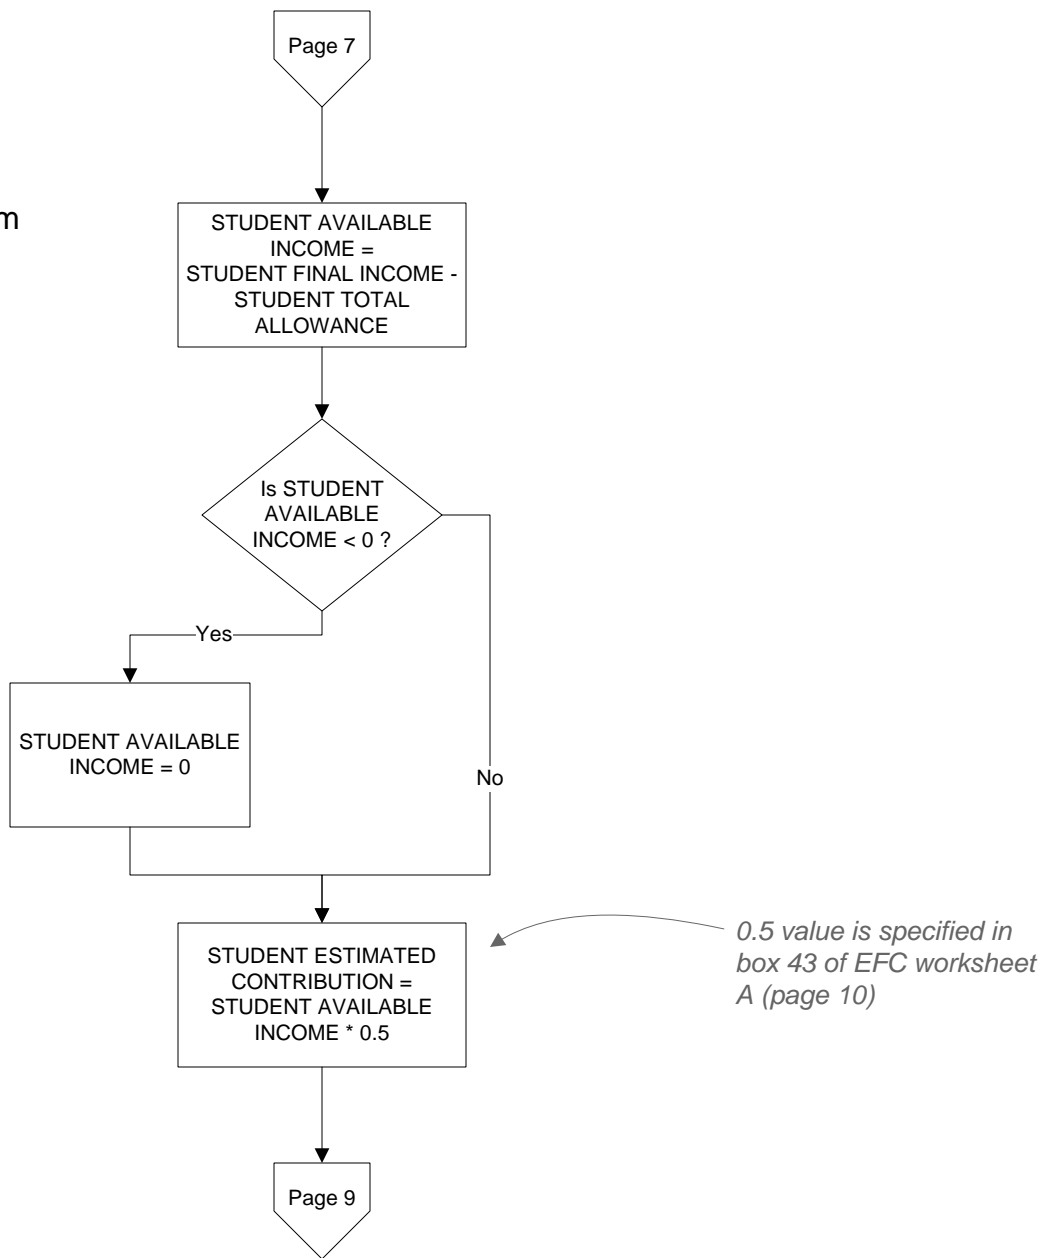 Page 7
m
STUDENT AVAILABLE
INCOME =
STUDENT FINAL INCOME -
STUDENT TOTAL
ALLOWANCE
Is STUDENT
AVAILABLE
INCOME < 0 ?
Yes
STUDENT AVAILABLE
INCOME = 0
No
STUDENT ESTIMATED
CONTRIBUTION =
STUDENT AVAILABLE
INCOME * 0.5
0.5 value is specified in
box 43 of EFC worksheet
A (page 10)
Page 9